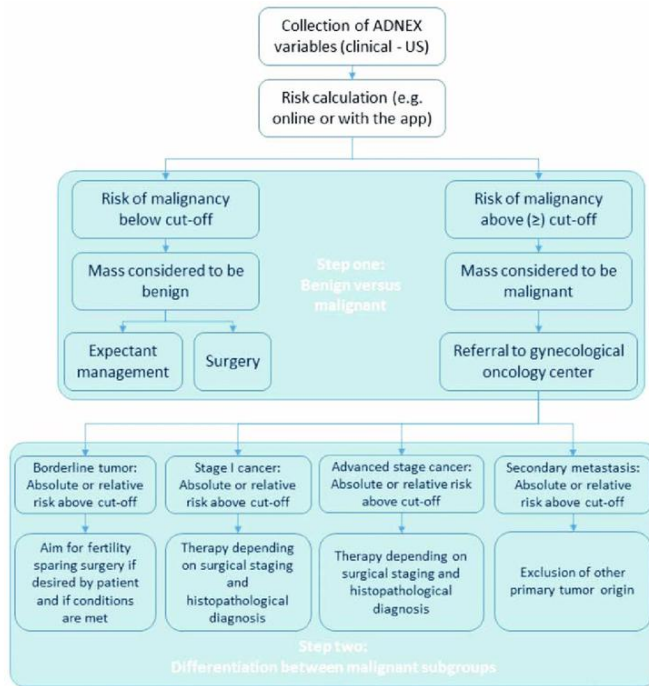 Collection of ADNEX
variables (clinical - US)
Risk calculation (e.g.
online or with the app)
Risk of malignancy
below cut-off
Risk of malignancy
above (≥) cut-off
Step one:
Benign versus
malignant
Mass considered to be
benign
Mass considered to be
malignant
Expectant
management
Surgery
Referral to gynecological
oncology center
Borderline tumor:
Absolute or relative
risk above cut-off
Stage I cancer:
Absolute or relative
risk above cut-off
Advanced stage cancer:
Absolute or relative risk
above cut-off
Secondary metastasis:
Absolute or relative
risk above cut-off
Aim for fertility
sparing surgery if
desired by patient
and if conditions
are met
Therapy depending
on surgical staging
and
histopathological
diagnosis
Therapy depending on
surgical staging and
histopathological
diagnosis
Exclusion of other
primary tumor origin
Step two:
Differentiation between malignant subgroups